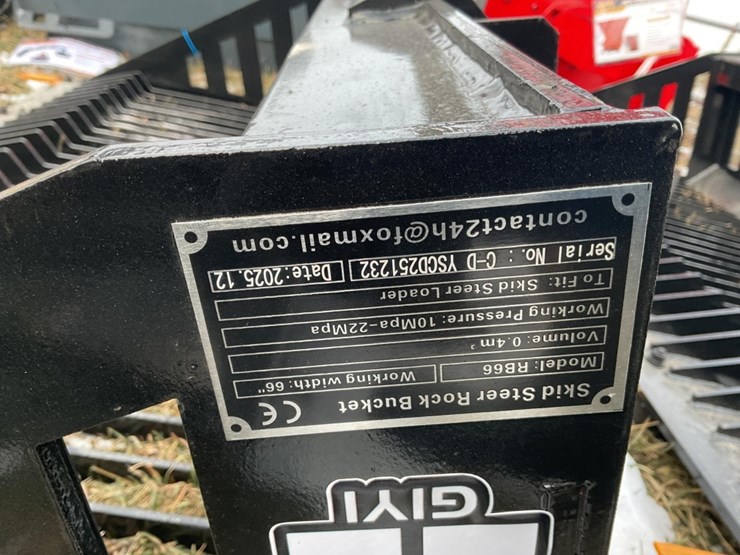 Skid Steer Rock Bucket CE
Model: RB66 Working width: 66"
Volume: 0.4m³
Working Pressure: 10Mpa-22Mpa
To Fit: Skid Steer Loader
Serial No.: C-D YSCD251232 Date: 2025.12
contact24h@foxmail.com
GIYI